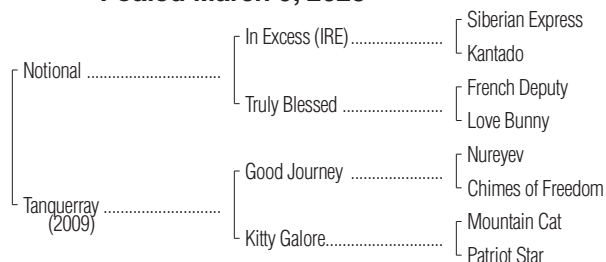 Foaled March
Siberian Express
In Excess (IRE)
Kantado
Notional
French Deputy
Truly Blessed
Love Bunny
Nureyev
Good Journey
Chimes of Freedom
Tanquerray
(2009)
Mountain Cat
Kitty Galore
Patriot Star